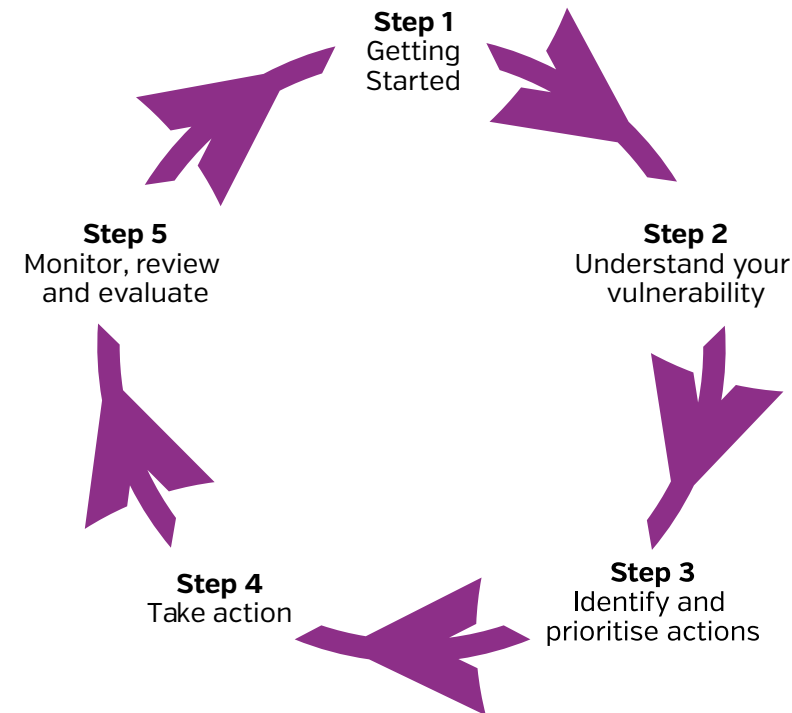 Step 1
Getting
Started
Step 2
Understand your
vulnerability
Step 3
Identify and
prioritise actions
Step 4
Take action
Step 5
Monitor, review
and evaluate